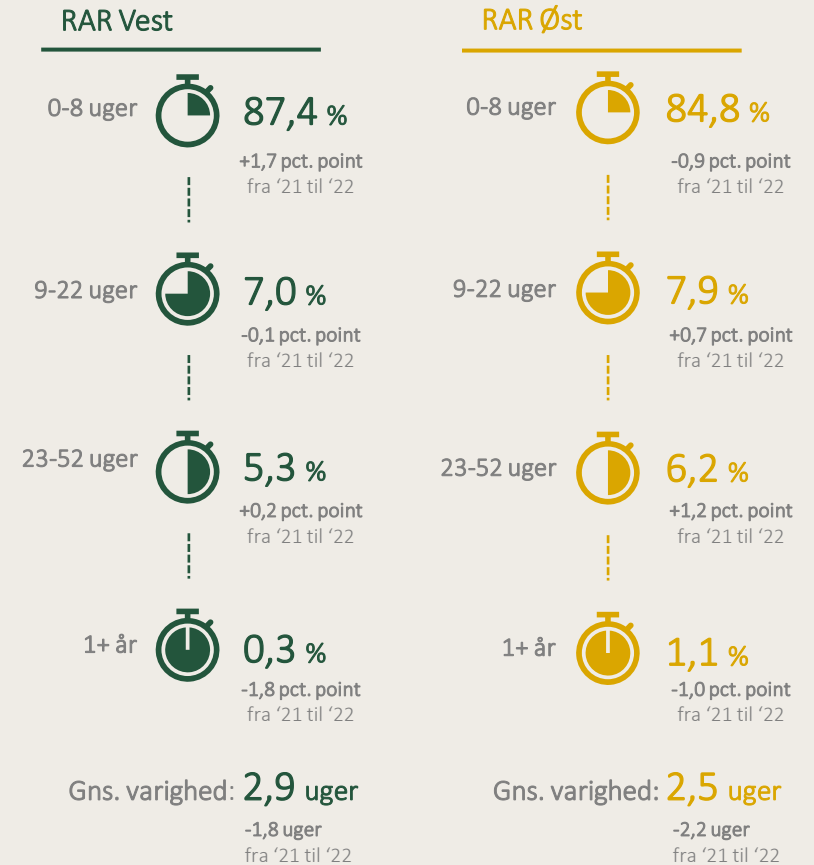 RAR Vest
0-8 uger
87,4 %
+1,7 pct. point
fra ‘21 til ‘22
9-22 uger
7,0 %
-0,1 pct. point
fra ‘21 til ‘22
23-52 uger
5,3 %
+0,2 pct. point
fra ‘21 til ‘22
1+ år
0,3 %
-1,8 pct. point
fra ‘21 til ‘22
Gns. varighed: 2,9 uger
-1,8 uger
fra ‘21 til ‘22
RAR Øst
0-8 uger
84,8 %
-0,9 pct. point
fra ‘21 til ‘22
9-22 uger
7,9 %
+0,7 pct. point
fra ‘21 til ‘22
23-52 uger
6,2 %
+1,2 pct. point
fra ‘21 til ‘22
1+ år
1,1 %
-1,0 pct. point
fra ‘21 til ‘22
Gns. varighed: 2,5 uger
-2,2 uger
fra ‘21 til ‘22